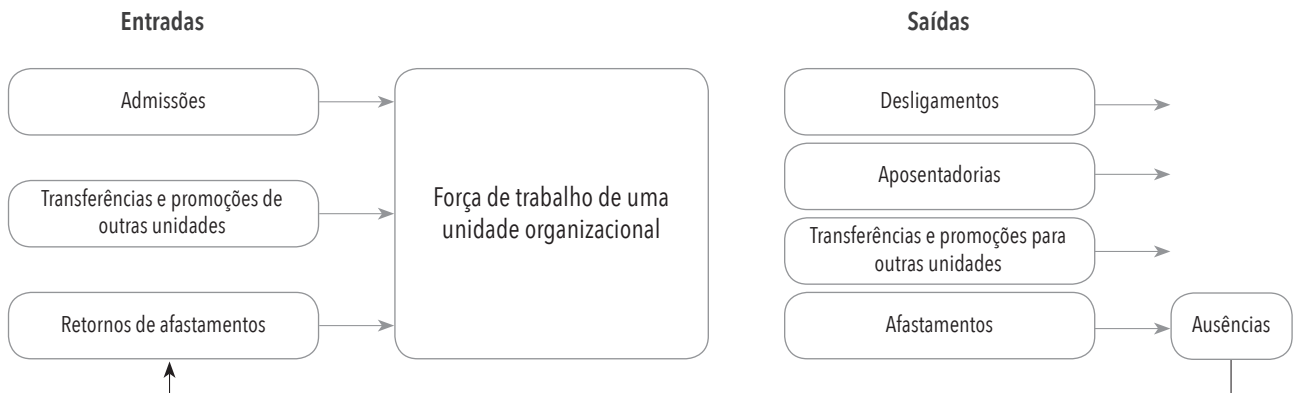 Entradas
Saídas
Admissões
Transferências e promoções de
outras unidades
Retornos de afastamentos
Força de trabalho de uma
unidade organizacional
Desligamentos
Aposentadorias
Transferências e promoções para
outras unidades
Afastamentos
Ausências